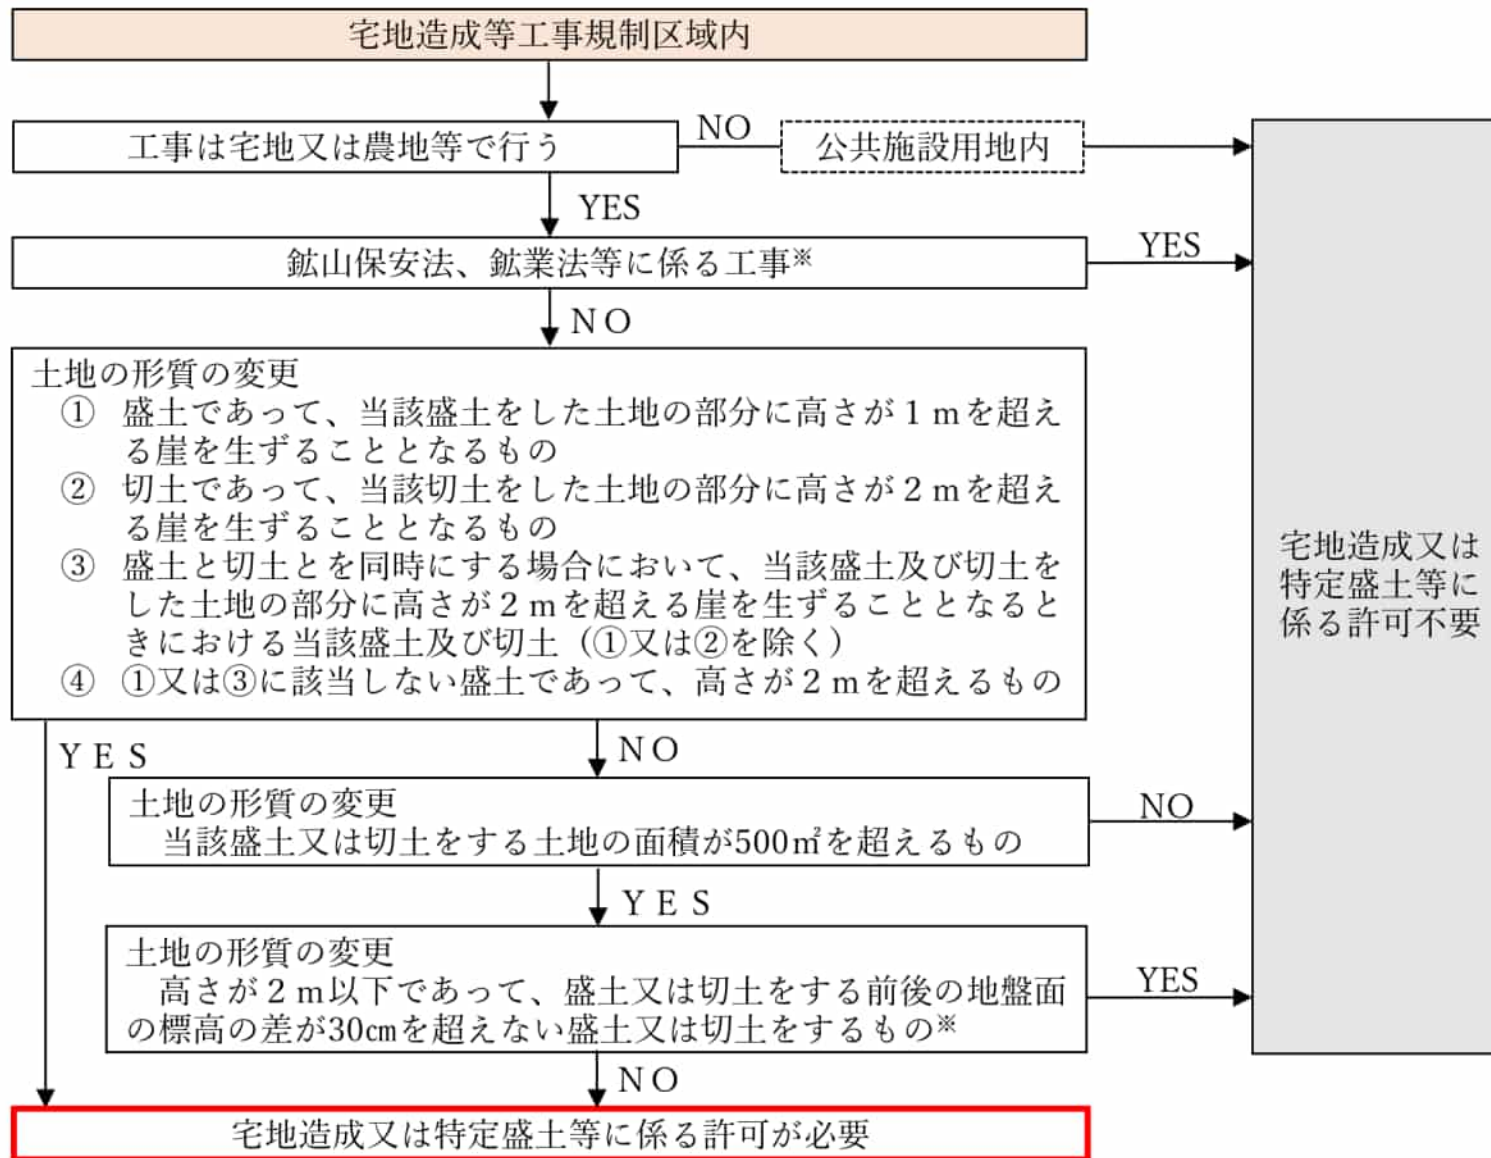 宅地造成等工事規制区域内
工事は宅地又は農地等で行う
NO
公共施設用地内
YES
鉱山保安法、鉱業法等に係る工事※
YES
NO
土地の形質の変更
① 盛土であって、当該盛土をした土地の部分に高さが1mを超え
る崖を生ずることとなるもの
② 切土であって、当該切土をした土地の部分に高さが2mを超え
る崖を生ずることとなるもの
③ 盛土と切土とを同時にする場合において、当該盛土及び切土を
した土地の部分に高さが2mを超える崖を生ずることとなると
きにおける当該盛土及び切土（①又は②を除く）
④ ①又は③に該当しない盛土であって、高さが2mを超えるもの
宅地造成又は
特定盛土等に
係る許可不要
YES
NO
土地の形質の変更
当該盛土又は切土をする土地の面積が500㎡を超えるもの
NO
YES
土地の形質の変更
高さが2m以下であって、盛土又は切土をする前後の地盤面
の標高の差が30㎝を超えない盛土又は切土をするもの※
YES
NO
宅地造成又は特定盛土等に係る許可が必要